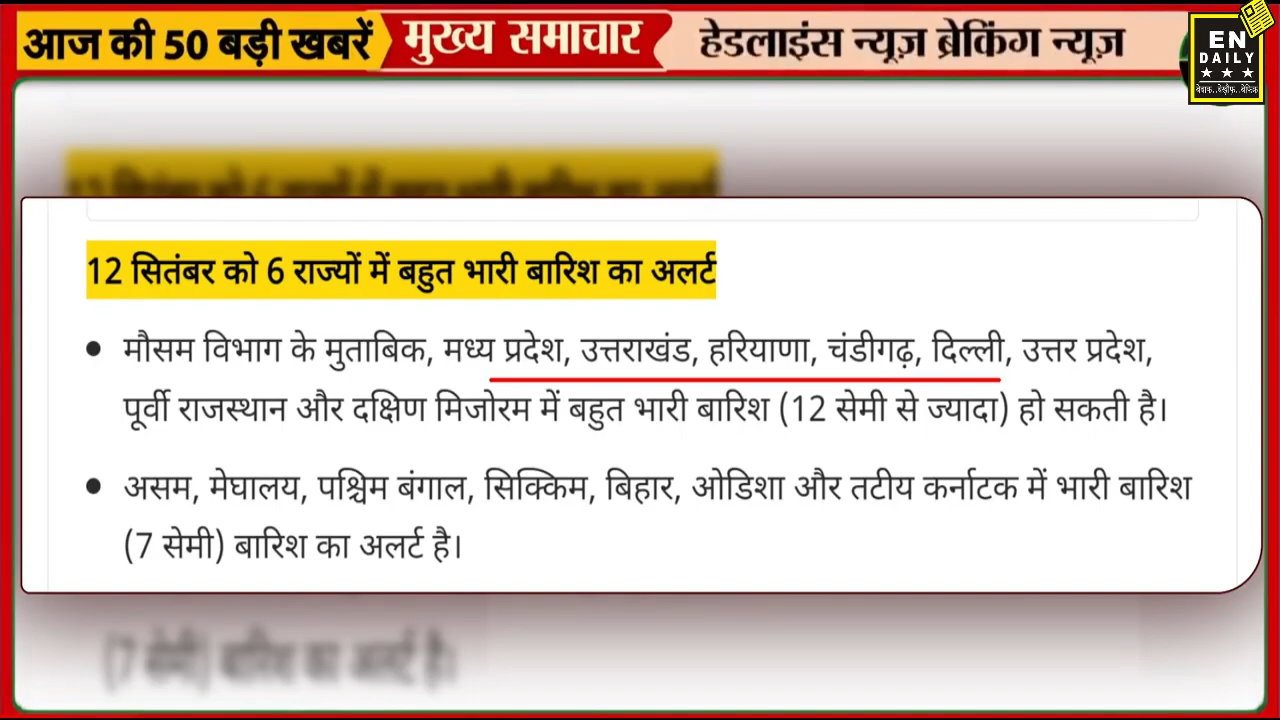 आज की 50 बड़ी खबरें मुख्य समाचार हेडलाइंस न्यूज़ ब्रेकिंग न्यूज़
EN
DAILY
12 सितंबर को 6 राज्यों में बहुत भारी बारिश का अलर्ट
मौसम विभाग के मुताबिक, मध्य प्रदेश, उत्तराखंड, हरियाणा, चंडीगढ़, दिल्ली, उत्तर प्रदेश,
पूर्वी राजस्थान और दक्षिण मिजोरम में बहुत भारी बारिश (12 सेमी से ज्यादा) हो सकती है।
असम, मेघालय, पश्चिम बंगाल, सिक्किम, बिहार, ओडिशा और तटीय कर्नाटक में भारी बारिश
(7 सेमी) बारिश का अलर्ट है।
(7 सेमी) बारिश का अलर्ट है।